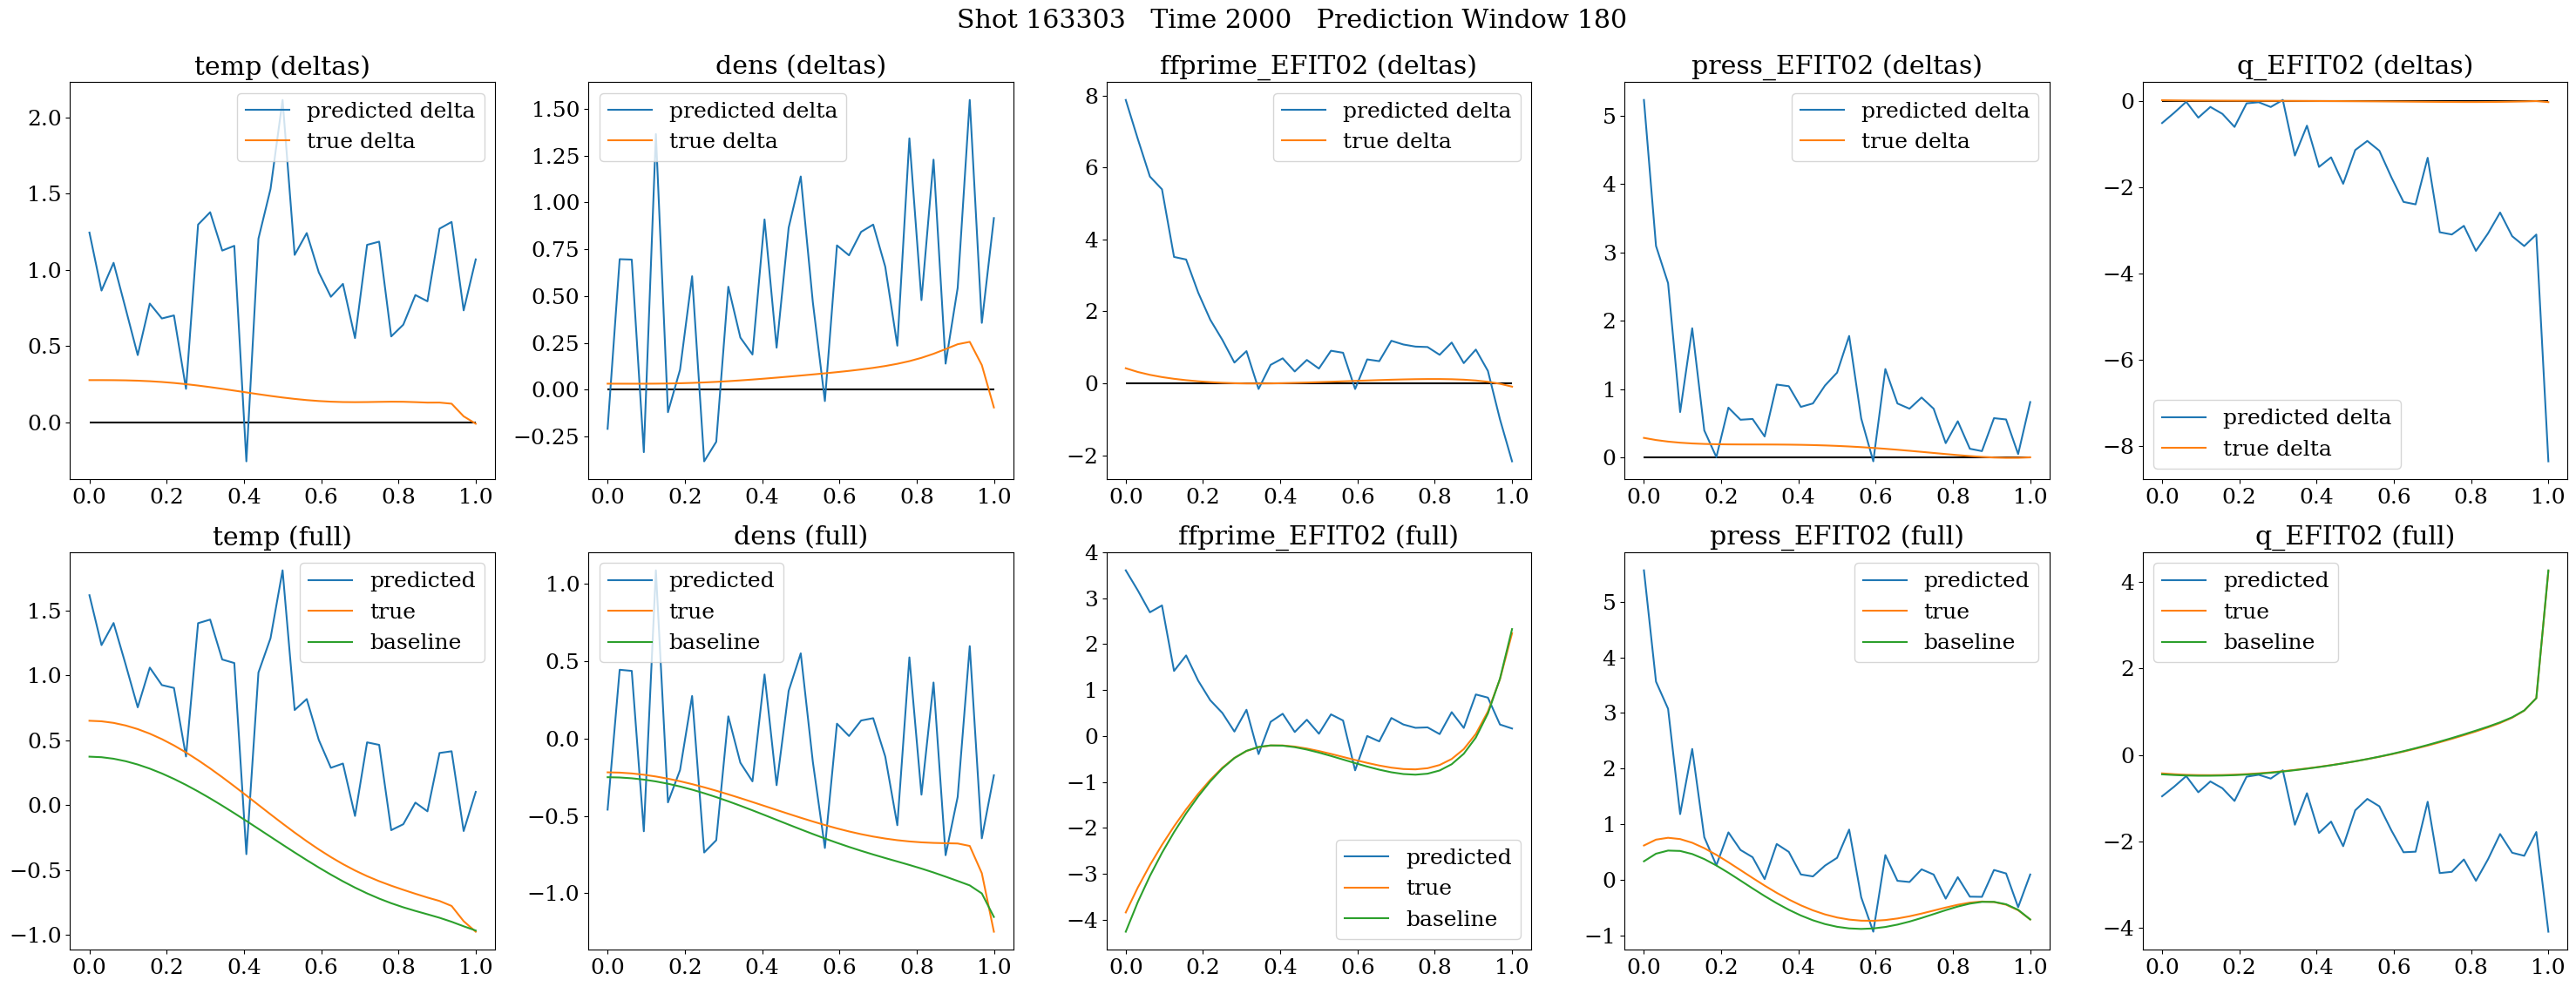 Shot 163303   Time 2000   Prediction Window 180
temp (deltas)
2.0
1.5
1.0
0.5
0.0
0.0 0.2 0.4 0.6 0.8 1.0
predicted delta
true delta
dens (deltas)
1.50
1.25
1.00
0.75
0.50
0.25
0.00
−0.25
0.0 0.2 0.4 0.6 0.8 1.0
predicted delta
true delta
ffprime_EFIT02 (deltas)
8
6
4
2
0
−2
0.0 0.2 0.4 0.6 0.8 1.0
predicted delta
true delta
press_EFIT02 (deltas)
5
4
3
2
1
0
0.0 0.2 0.4 0.6 0.8 1.0
predicted delta
true delta
q_EFIT02 (deltas)
0
−2
−4
−6
−8
0.0 0.2 0.4 0.6 0.8 1.0
predicted delta
true delta
temp (full)
1.5
1.0
0.5
0.0
−0.5
−1.0
0.0 0.2 0.4 0.6 0.8 1.0
predicted
true
baseline
dens (full)
1.0
0.5
0.0
−0.5
−1.0
0.0 0.2 0.4 0.6 0.8 1.0
predicted
true
baseline
ffprime_EFIT02 (full)
4
3
2
1
0
−1
−2
−3
−4
0.0 0.2 0.4 0.6 0.8 1.0
predicted
true
baseline
press_EFIT02 (full)
5
4
3
2
1
0
−1
0.0 0.2 0.4 0.6 0.8 1.0
predicted
true
baseline
q_EFIT02 (full)
4
2
0
−2
−4
0.0 0.2 0.4 0.6 0.8 1.0
predicted
true
baseline